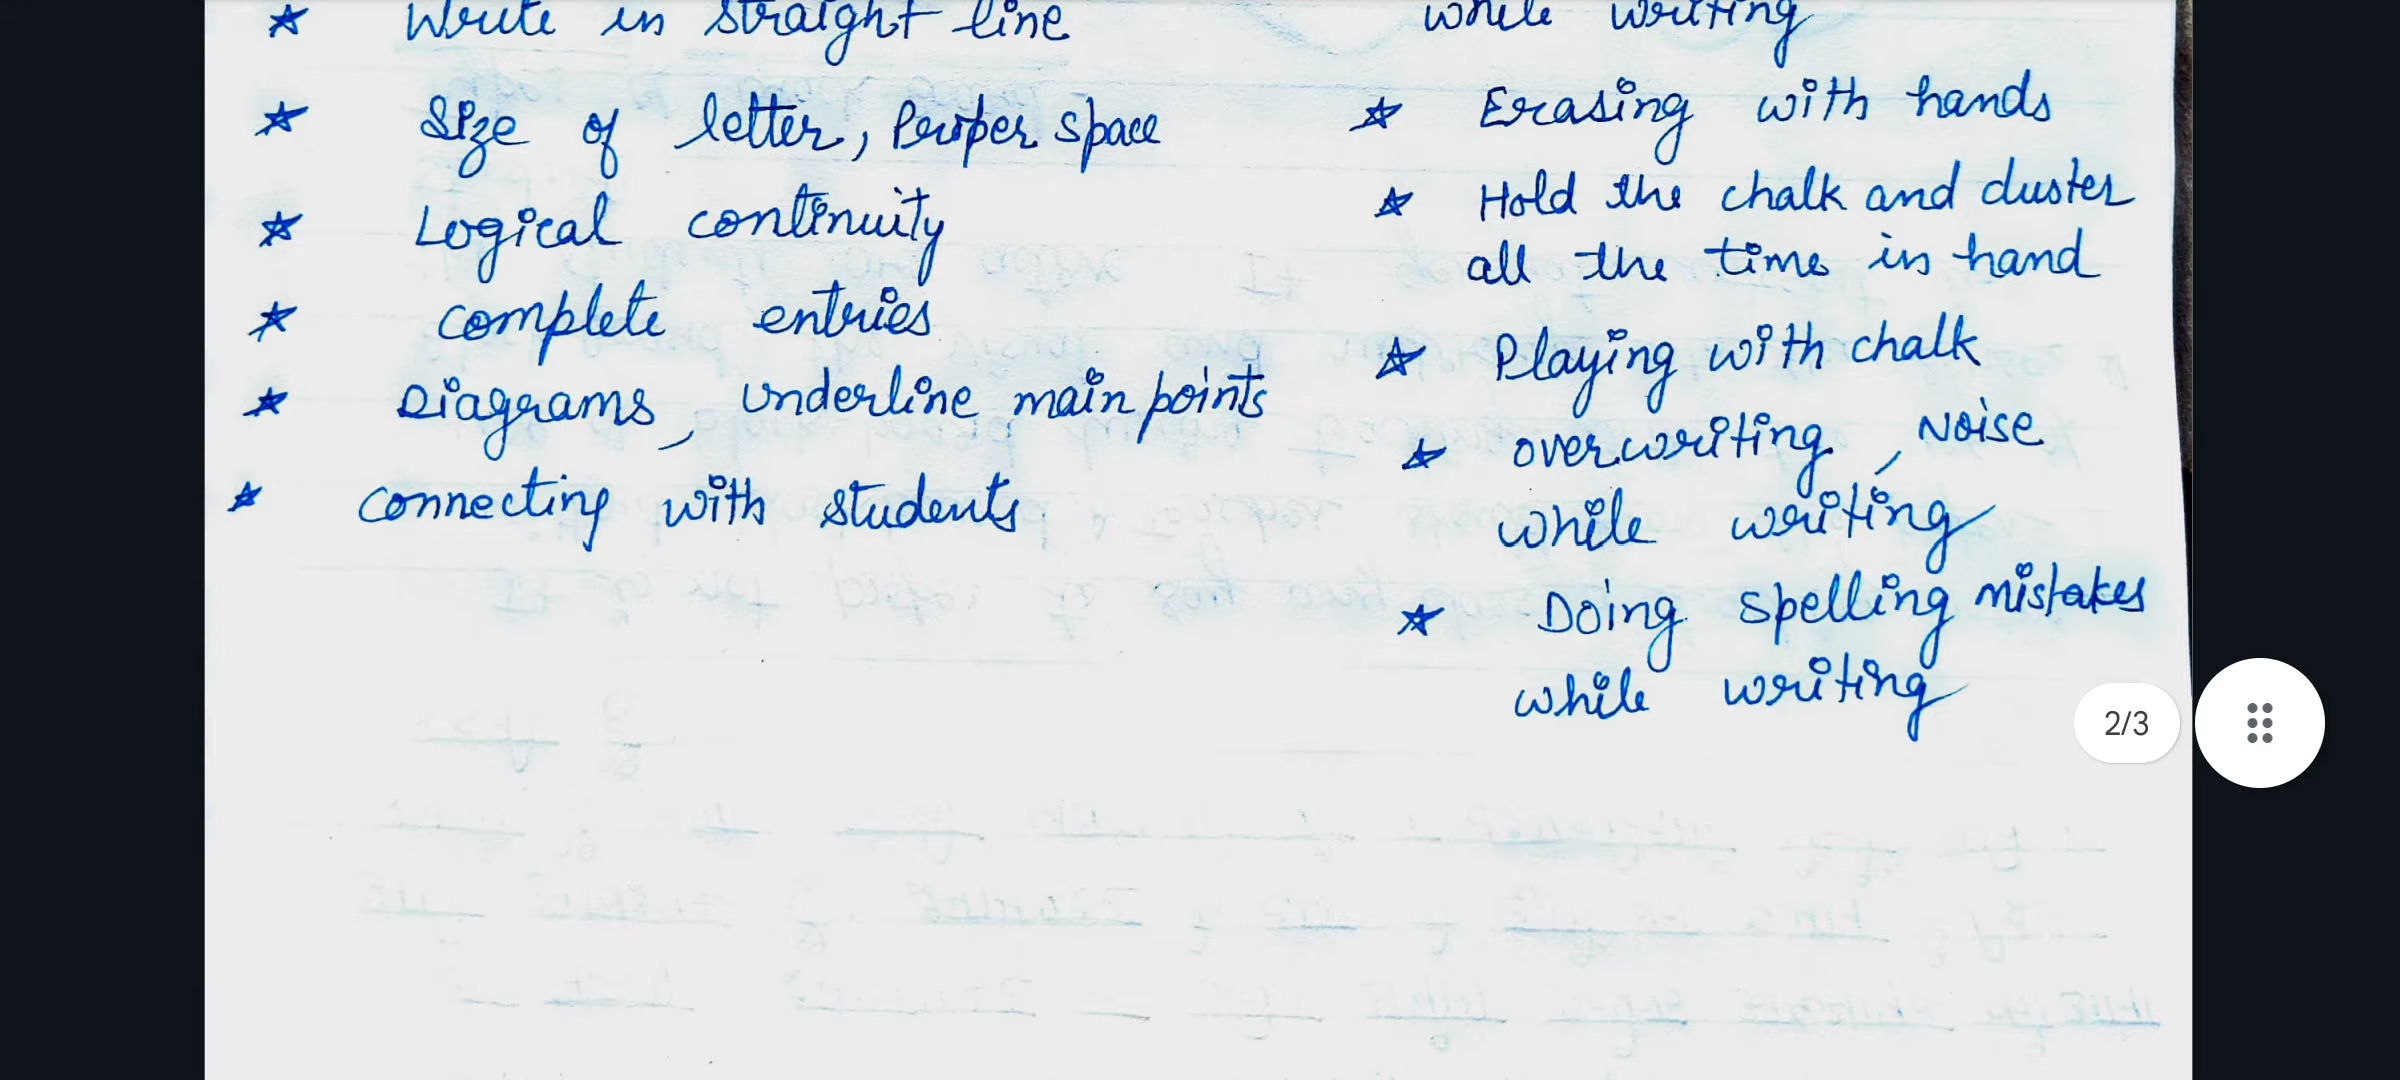 ★ Write in straight line
★ Size of letter, Proper space
★ Logical continuity
★ complete entries
★ Diagrams, underline main points
★ connecting with students
while writing
★ Erasing with hands
★ Hold the chalk and duster
all the time in hand
★ Playing with chalk
★ overwriting, Noise
while writing
★ Doing spelling mistakes
while writing
2/3